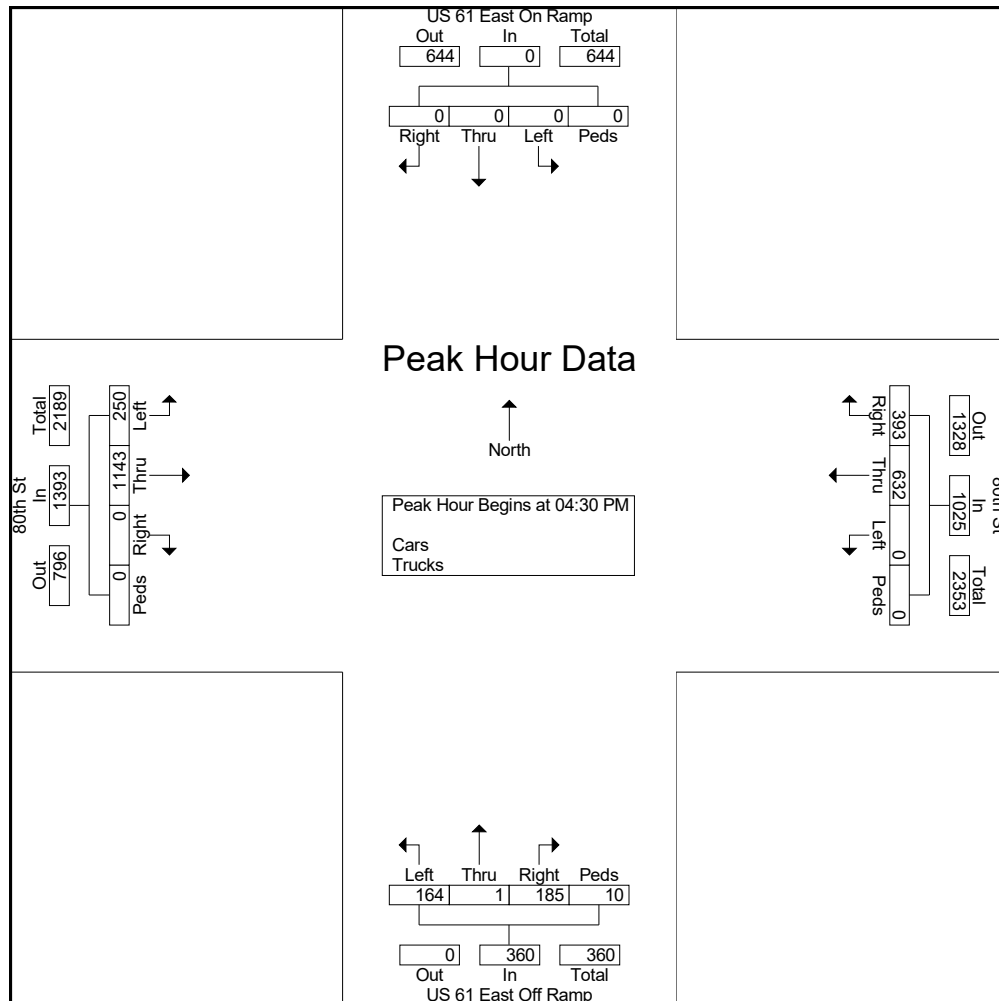 US 61 East On Ramp
Out In Total
644 0 644
0 0 0 0
Right Thru Left Peds
Peak Hour Data
North
Peak Hour Begins at 04:30 PM
Cars
Trucks
80th St
Total In Out
2189 1393 796
250 1143 0 0
Left Thru Right Peds
Right Thru Left Peds
393 632 0 0
Out In Total
1328 1025 2353
80th St
Left Thru Right Peds
164 1 185 10
0 360 360
Out In Total
US 61 East Off Ramp